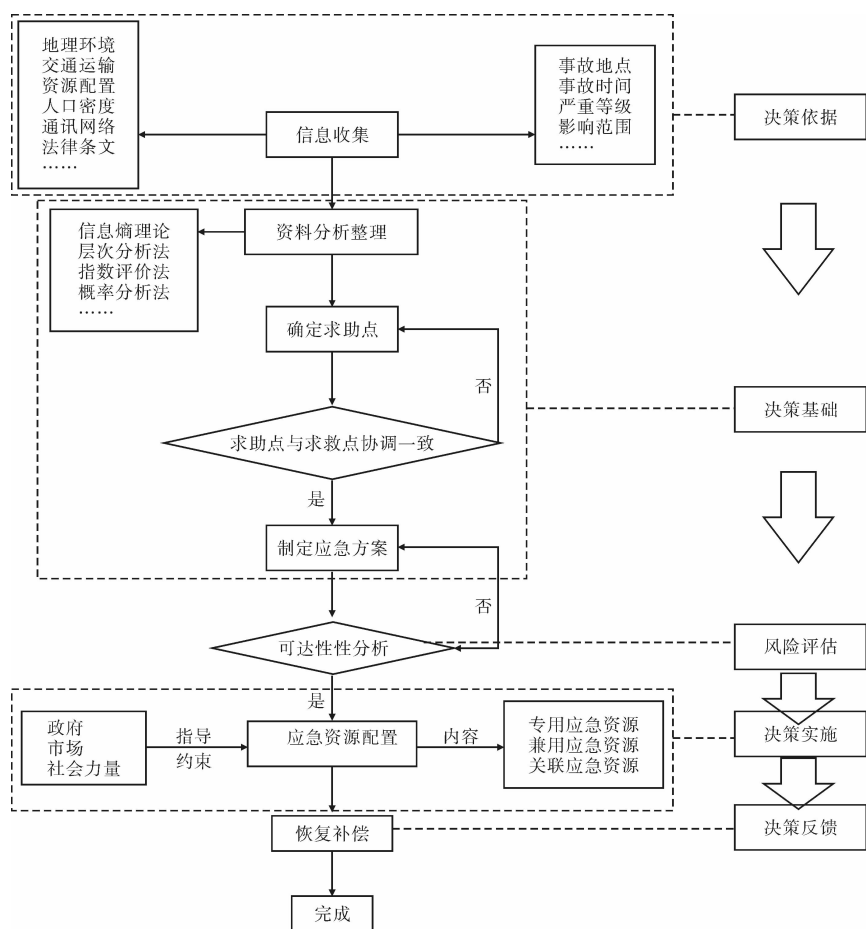 地理环境
交通运输
资源配置
人口密度
通讯网络
法律条文
……
信息收集
事故地点
事故时间
严重等级
影响范围
……
决策依据
信息熵理论
层次分析法
指数评价法
概率分析法
……
资料分析整理
确定求助点
否
求助点与求救点协调一致
决策基础
是
制定应急方案
否
可达性性分析
风险评估
是
政府
市场
社会力量
指导
约束
应急资源配置
内容
专用应急资源
兼用应急资源
关联应急资源
决策实施
恢复补偿
决策反馈
完成